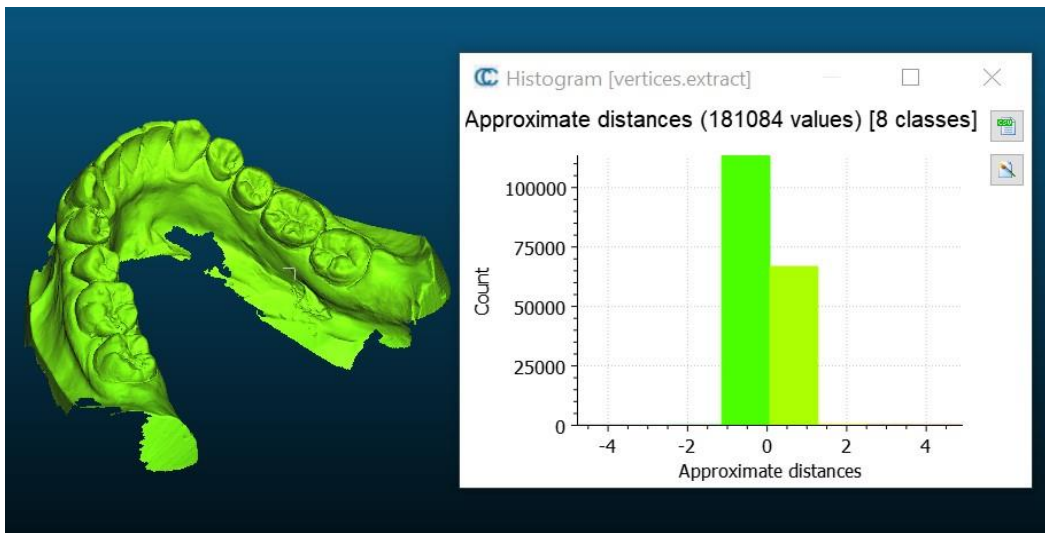 Histogram [vertices.extract]
Approximate distances (181084 values) [8 classes]
CSV
100000
75000
50000
25000
0
Count
-4 -2 0 2 4
Approximate distances